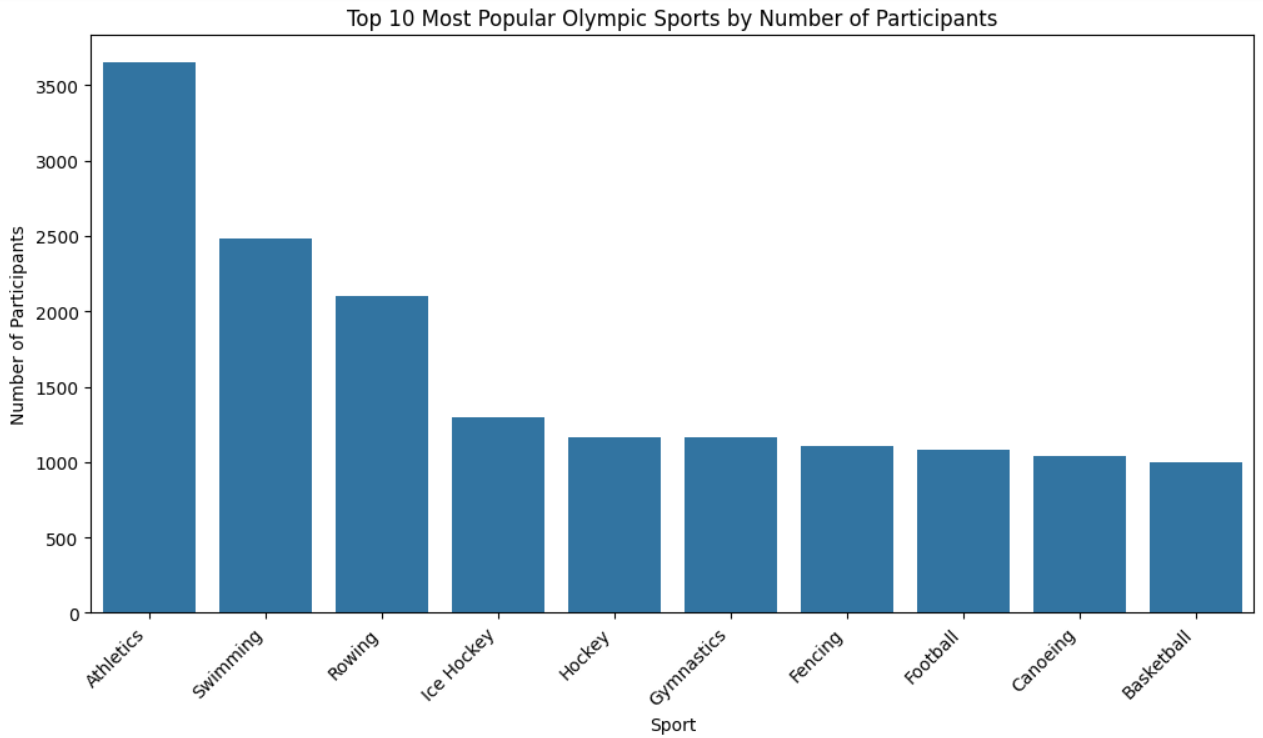 Top 10 Most Popular Olympic Sports by Number of Participants
Number of Participants
3500
3000
2500
2000
1500
1000
500
0
Athletics
Swimming
Rowing
Ice Hockey
Hockey
Gymnastics
Fencing
Football
Canoeing
Basketball
Sport